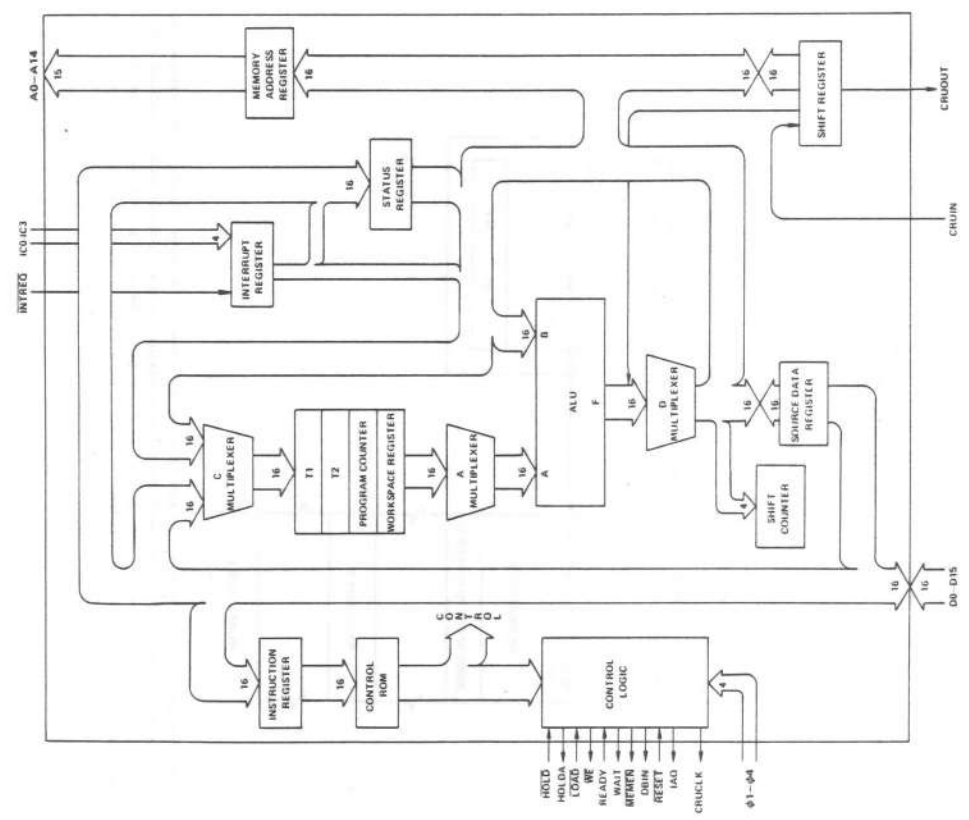 A0–A14
15
MEMORY
ADDRESS
REGISTER
16
16
16
SHIFT REGISTER
CRUOUT
CRUIN
16
STATUS
REGISTER
IC0-IC3
4
INTERRUPT
REGISTER
INTREQ
16
16
C
MULTIPLEXER
16
T1
T2
PROGRAM COUNTER
WORKSPACE REGISTER
16
A
MULTIPLEXER
16
16
B
A
ALU
F
16
D
MULTIPLEXER
16
16
SOURCE DATA
REGISTER
4
SHIFT
COUNTER
16
16
D0–D15
16
INSTRUCTION
REGISTER
16
CONTROL
ROM
CONTROL
CONTROL
LOGIC
4
HOLD
HOLDA
LOAD
WE
READY
WAIT
MEMEN
DBIN
RESET
IAQ
CRUCLK
ϕ1–ϕ4